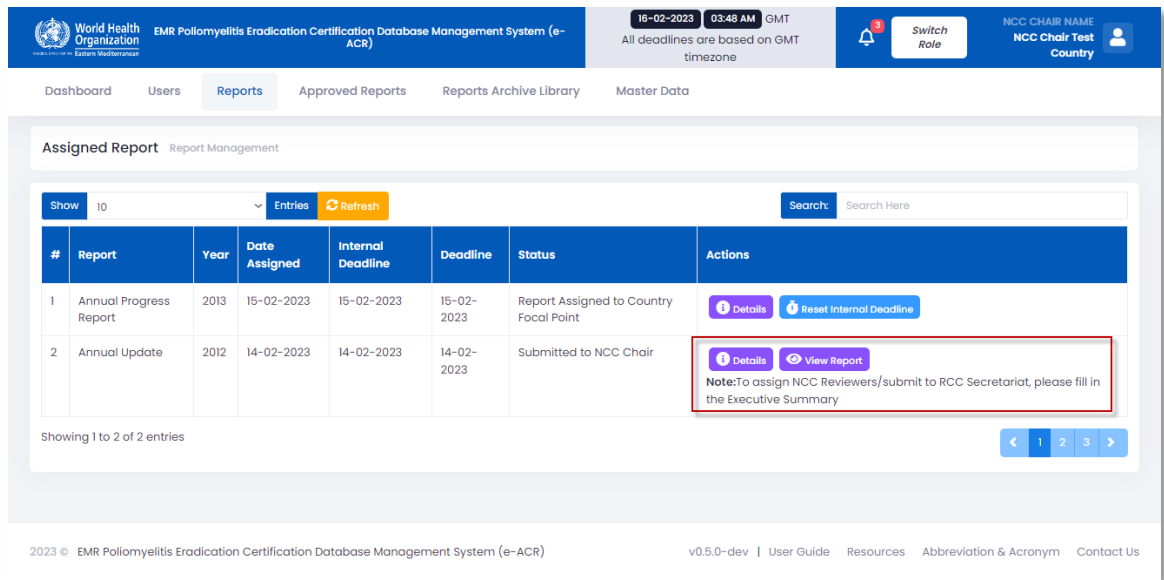 World Health
Organization
Eastern Mediterranean
EMR Poliomyelitis Eradication Certification Database Management System (e-
ACR)
16-02-2023 03:48 AM GMT
All deadlines are based on GMT
timezone
3
Switch
Role
NCC CHAIR NAME
NCC Chair Test
Country
Dashboard Users Reports Approved Reports Reports Archive Library Master Data
Assigned Report Report Management
Show 10 Entries Refresh Search: Search Here
# Report Year Date Assigned Internal Deadline Deadline Status Actions
1 Annual Progress Report 2013 15-02-2023 15-02-2023 15-02-2023 Report Assigned to Country Focal Point Details Reset Internal Deadline
2 Annual Update 2012 14-02-2023 14-02-2023 14-02-2023 Submitted to NCC Chair Details View Report
Note:To assign NCC Reviewers/submit to RCC Secretariat, please fill in
the Executive Summary
Showing 1 to 2 of 2 entries
1 2 3
2023 © EMR Poliomyelitis Eradication Certification Database Management System (e-ACR) v0.5.0-dev | User Guide Resources Abbreviation & Acronym Contact Us